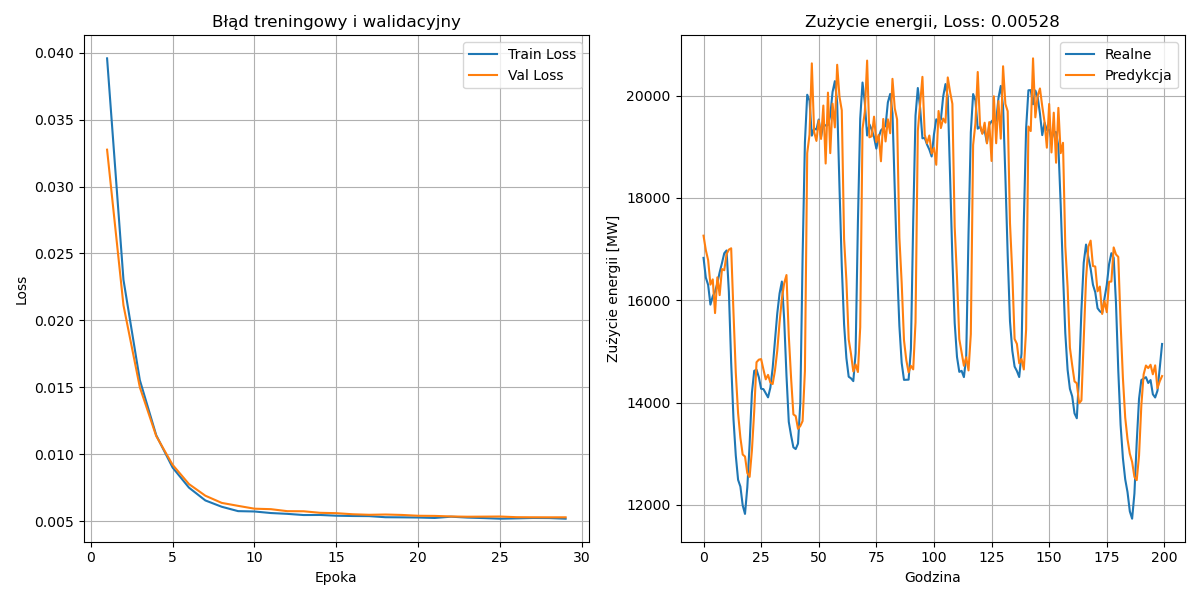 Błąd treningowy i walidacyjny
Train Loss
Val Loss
Loss
0.040
0.035
0.030
0.025
0.020
0.015
0.010
0.005
0 5 10 15 20 25 30
Epoka
Zużycie energii, Loss: 0.00528
Realne
Predykcja
Zużycie energii [MW]
20000
18000
16000
14000
12000
0 25 50 75 100 125 150 175 200
Godzina